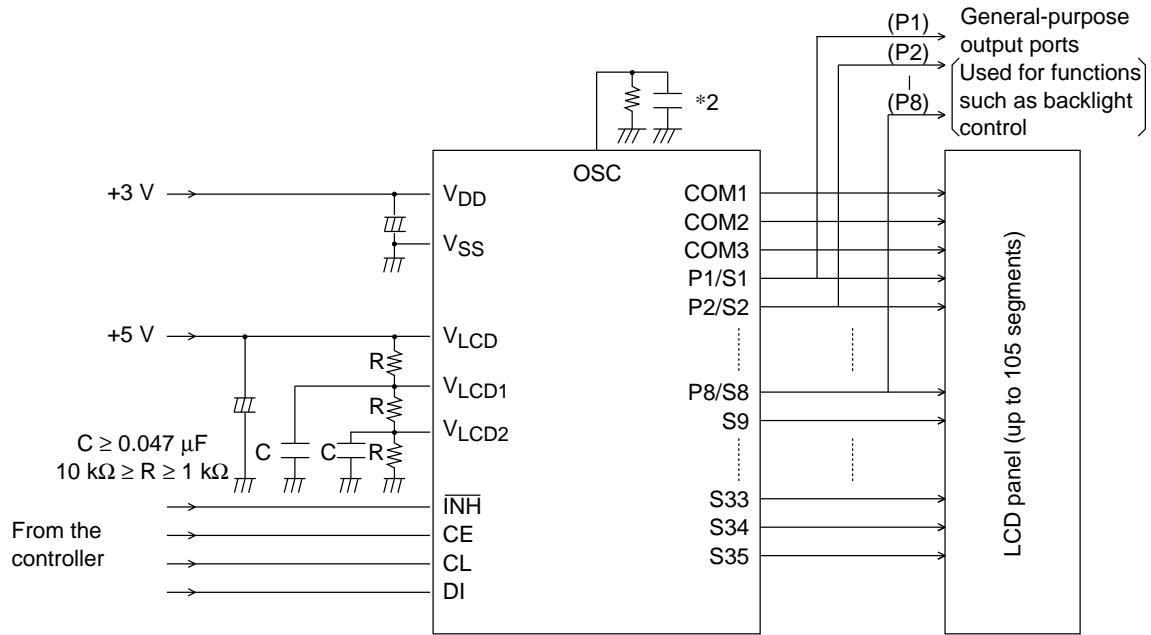 (P1)
(P2)
(P8)
General-purpose
output ports
Used for functions
such as backlight
control
*2
OSC
+3 V
VDD
VSS
+5 V
VLCD
R
VLCD1
R
VLCD2
R
C
C
C ≥ 0.047 μF
10 kΩ ≥ R ≥ 1 kΩ
From the
controller
INH
CE
CL
DI
COM1
COM2
COM3
P1/S1
P2/S2
P8/S8
S9
S33
S34
S35
LCD panel (up to 105 segments)